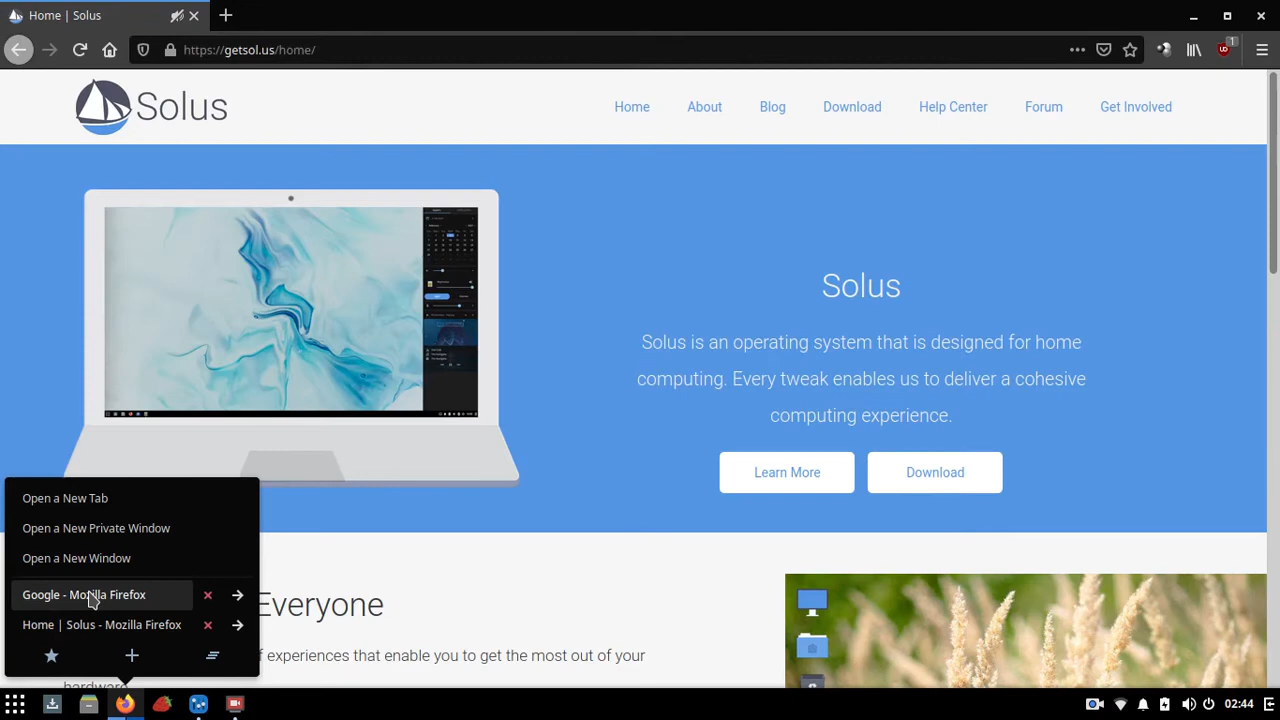 Home | Solus
https://getsol.us/home/
1
Solus
Home
About
Blog
Download
Help Center
Forum
Get Involved
Solus
Solus is an operating system that is designed for home
computing. Every tweak enables us to deliver a cohesive
computing experience.
Learn More
Download
Open a New Tab
Open a New Private Window
Open a New Window
Google - Mozilla Firefox
Home | Solus - Mozilla Firefox
Everyone
f experiences that enable you to get the most out of your
hardware.
02:44